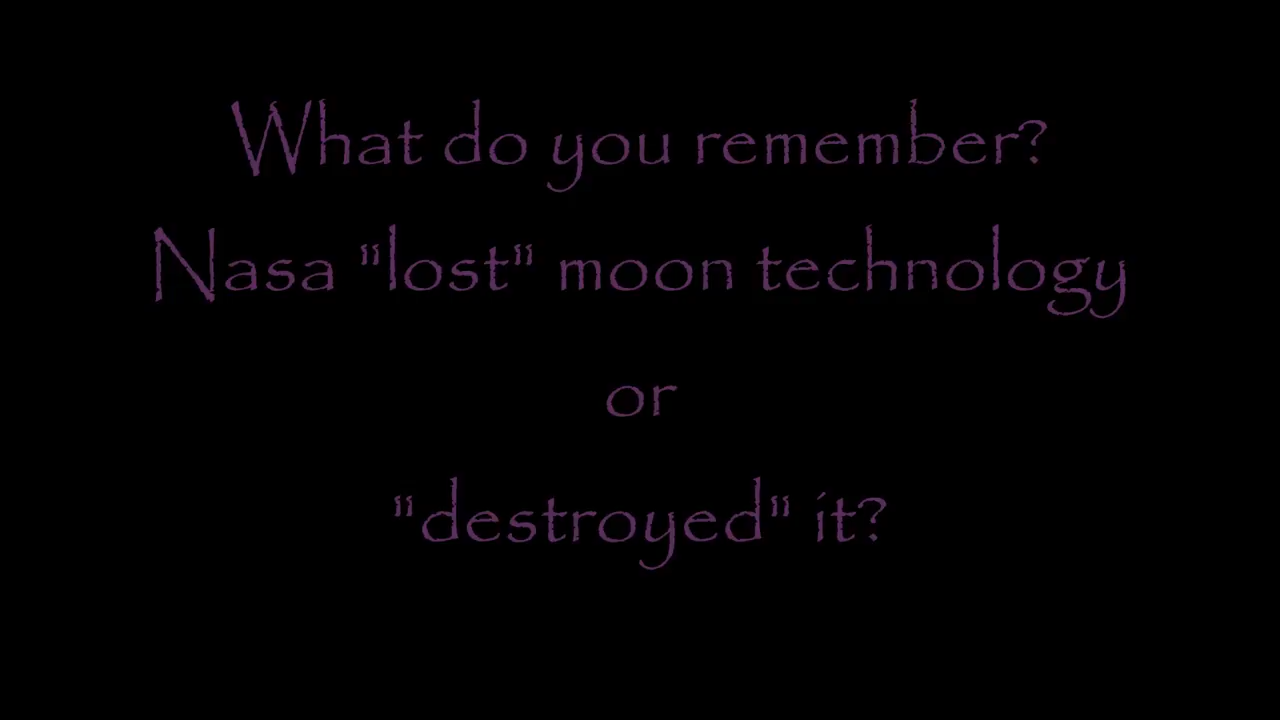 What do you remember?
Nasa "lost" moon technology
or
"destroyed" it?